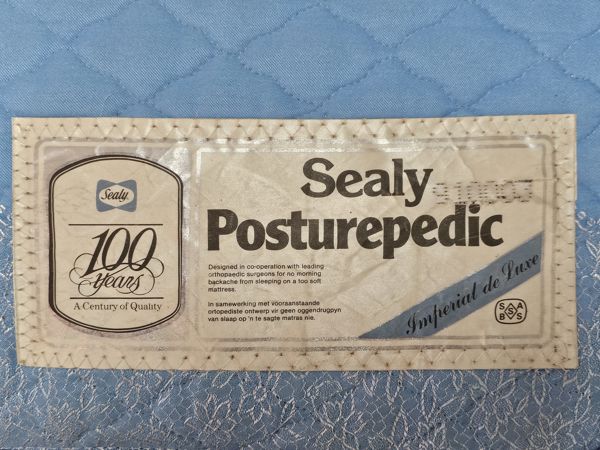 Sealy
100
Years
A Century of Quality
Sealy
Posturepedic
Designed in co-operation with leading
orthopaedic surgeons for no morning
backache from sleeping on a too soft
mattress.
In samewerking met vooraanstaande
ortopediste ontwerp vir geen oggendrugpyn
van slaap op 'n te sagte matras nie.
Imperial de Luxe
S A
B S
S